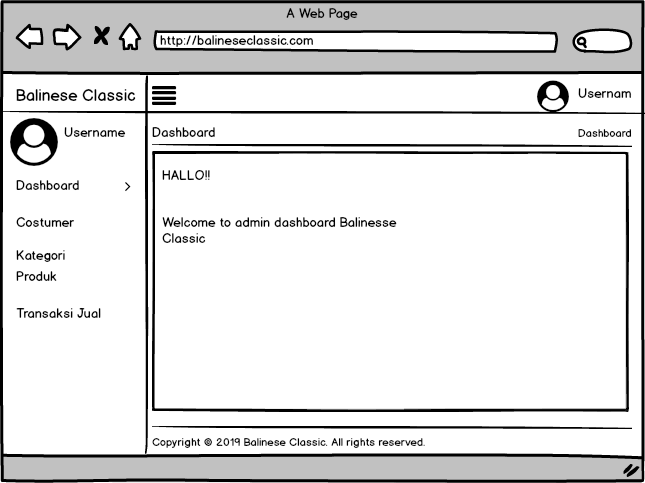 A Web Page
http://balineseclassic.com
Balinese Classic
Usernam
Username
Dashboard
Dashboard
Dashboard
HALLO!!
Costumer
Welcome to admin dashboard Balinesse
Classic
Kategori
Produk
Transaksi Jual
Copyright © 2019 Balinese Classic. All rights reserved.